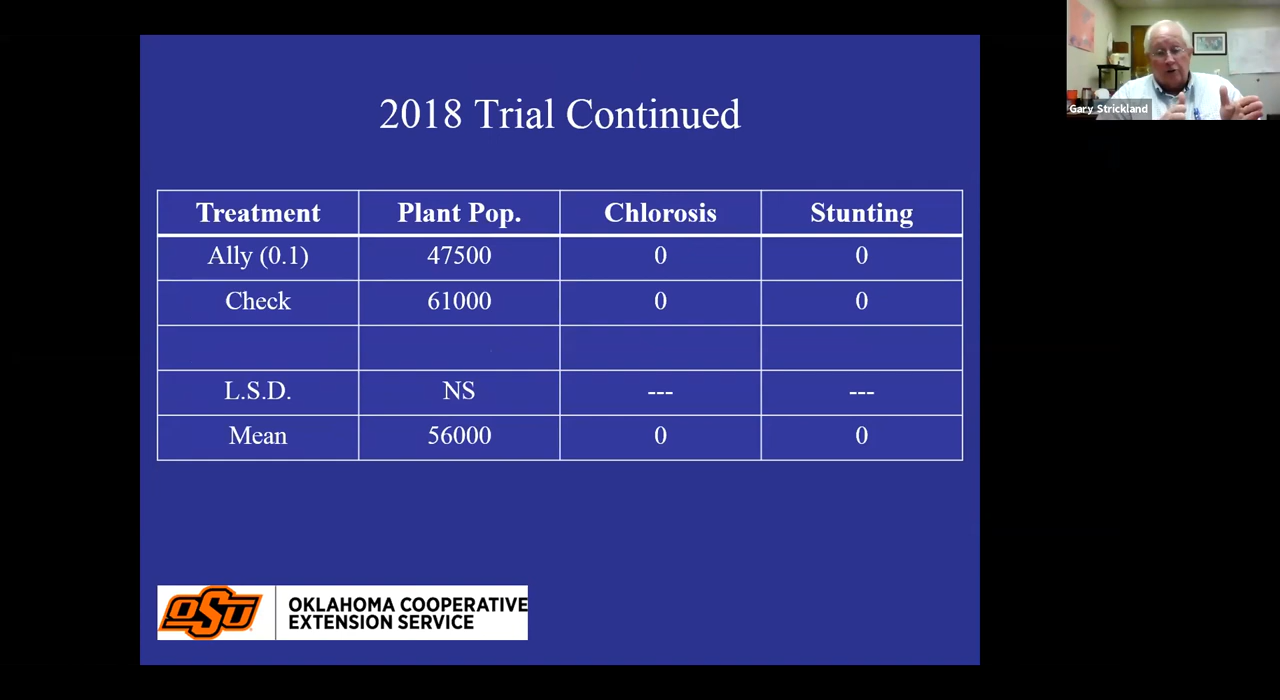 2018 Trial Continued
Treatment Plant Pop. Chlorosis Stunting
Ally (0.1) 47500 0 0
Check 61000 0 0
L.S.D. NS --- ---
Mean 56000 0 0
OSU
OKLAHOMA COOPERATIVE
EXTENSION SERVICE
Gary Strickland